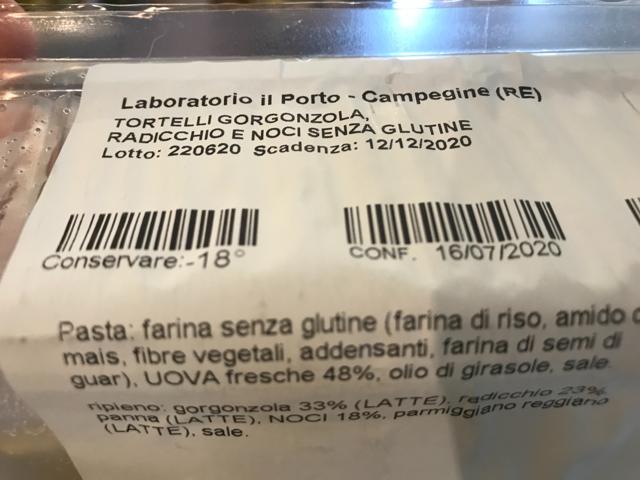 Laboratorio il Porto - Campegine (RE)
TORTELLI GORGONZOLA,
RADICCHIO E NOCI SENZA GLUTINE
Lotto: 220620 Scadenza: 12/12/2020
Conservare:-18°
CONF. 16/07/2020
Pasta: farina senza glutine (farina di riso, amido
mais, fibre vegetali, addensanti, farina di semi di
guar), UOVA fresche 48%, olio di girasole, sale
ripieno: gorgonzola 33% (LATTE), radicchio 23%,
panna (LATTE), NOCI 18%, parmiggiano reggiano
(LATTE), sale.